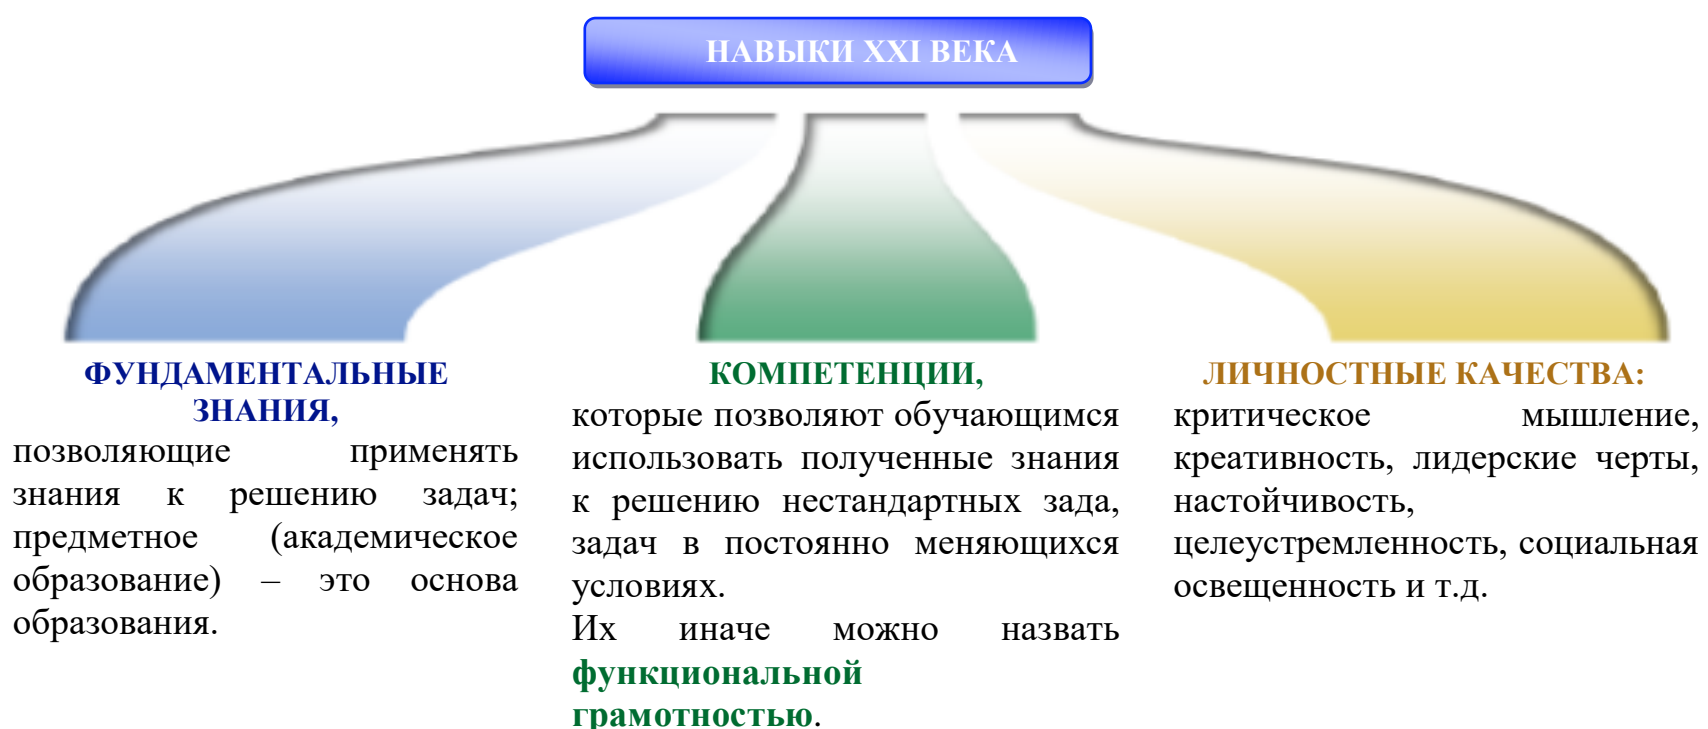 НАВЫКИ XXI ВЕКА
ФУНДАМЕНТАЛЬНЫЕ
ЗНАНИЯ,
позволяющие применять
знания к решению задач;
предметное (академическое
образование) – это основа
образования.
КОМПЕТЕНЦИИ,
которые позволяют обучающимся
использовать полученные знания
к решению нестандартных зада,
задач в постоянно меняющихся
условиях.
Их иначе можно назвать
функциональной
грамотностью.
ЛИЧНОСТНЫЕ КАЧЕСТВА:
критическое мышление,
креативность, лидерские черты,
настойчивость,
целеустремленность, социальная
освещенность и т.д.